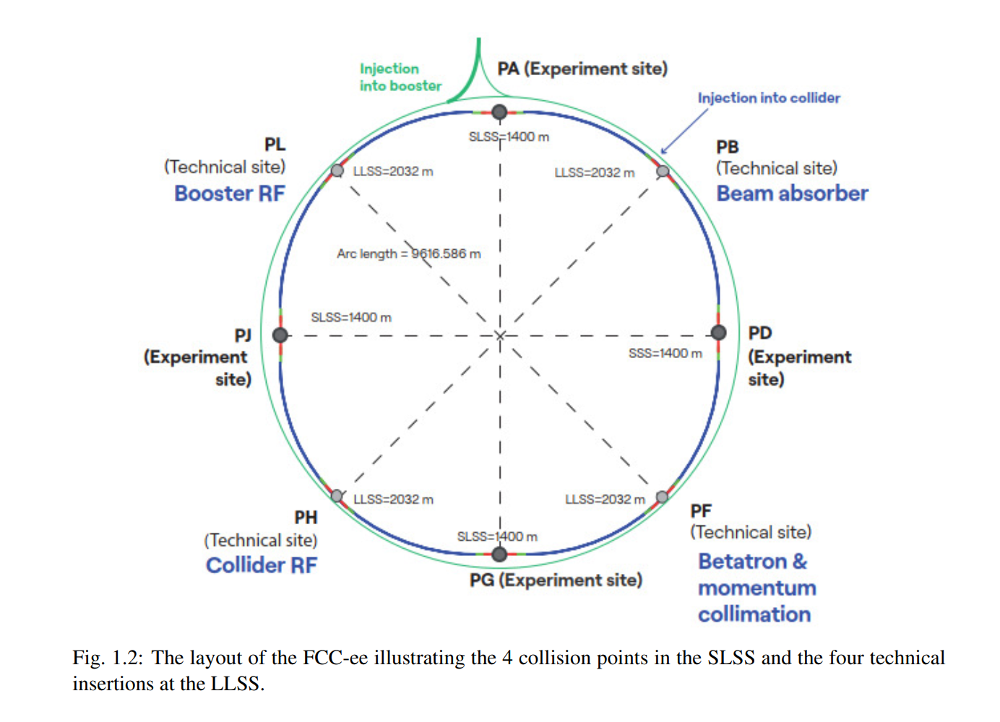 Injection
into booster
PA (Experiment site)
Injection into collider
SLSS=1400 m
PL
(Technical site)
Booster RF
LLSS=2032 m
LLSS=2032 m
PB
(Technical site)
Beam absorber
Arc length = 9616.586 m
SLSS=1400 m
PJ
(Experiment
site)
SSS=1400 m
PD
(Experiment
site)
LLSS=2032 m
LLSS=2032 m
PH
(Technical site)
Collider RF
SLSS=1400 m
PG (Experiment site)
PF
(Technical site)
Betatron &
momentum
collimation
Fig. 1.2: The layout of the FCC-ee illustrating the 4 collision points in the SLSS and the four technical
insertions at the LLSS.